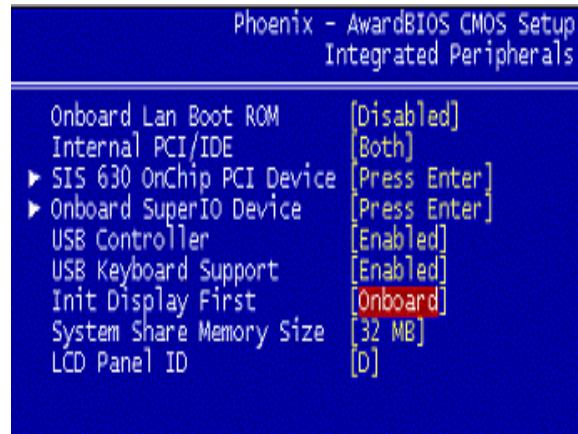 Phoenix - AwardBIOS CMOS Setup
Integrated Peripherals
Onboard Lan Boot ROM [Disabled]
Internal PCI/IDE [Both]
SIS 630 OnChip PCI Device [Press Enter]
Onboard SuperIO Device [Press Enter]
USB Controller [Enabled]
USB Keyboard Support [Enabled]
Init Display First [Onboard]
System Share Memory Size [32 MB]
LCD Panel ID [D]